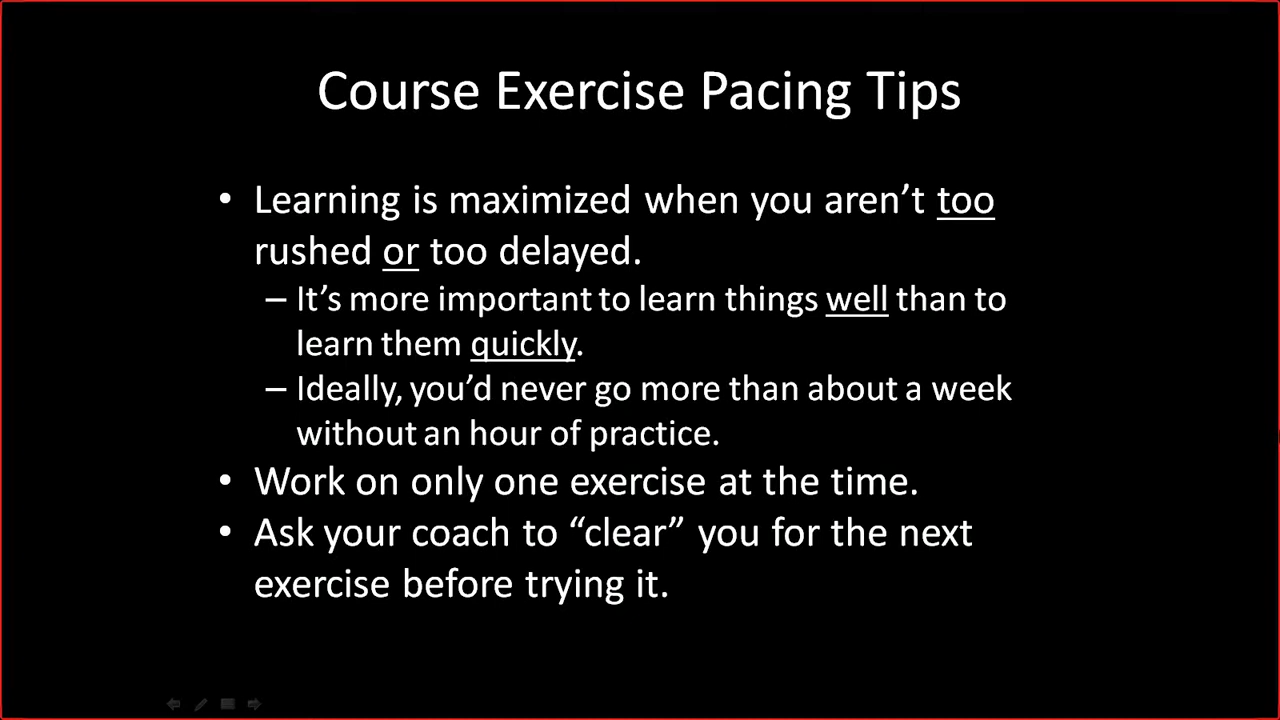 Course Exercise Pacing Tips
• Learning is maximized when you aren’t too
rushed or too delayed.
– It’s more important to learn things well than to
learn them quickly.
– Ideally, you’d never go more than about a week
without an hour of practice.
• Work on only one exercise at the time.
• Ask your coach to “clear” you for the next
exercise before trying it.